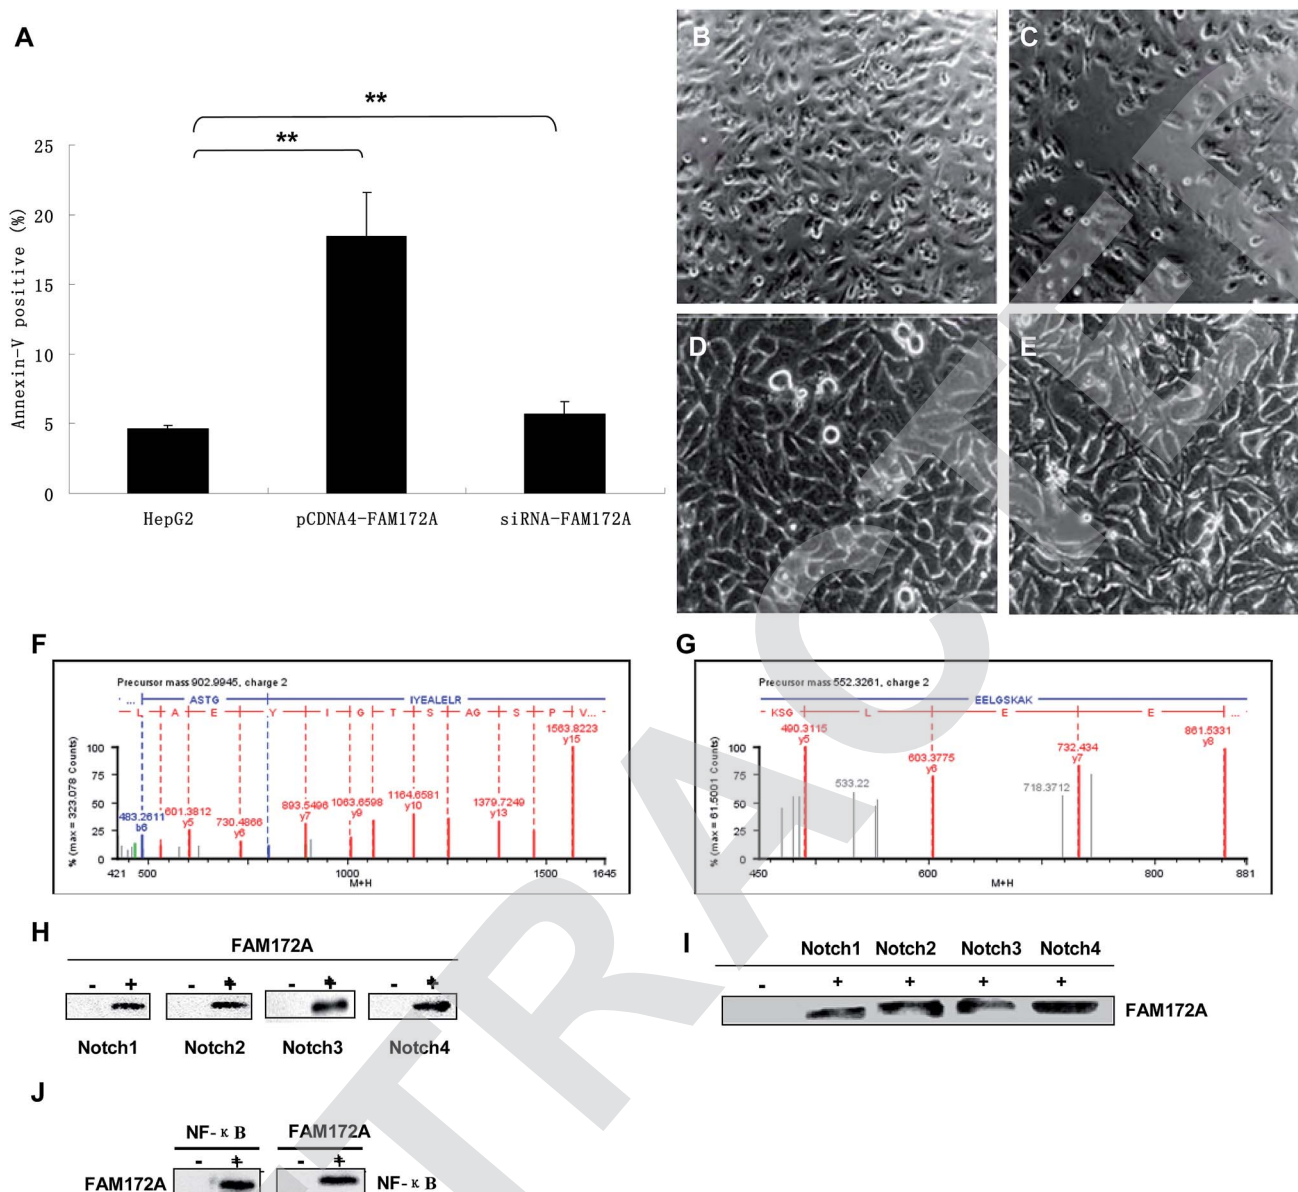 A
**
**
25
20
15
10
5
0
Annexin-V positive (%)
HepG2 pCDNA4-FAM172A siRNA-FAM172A
B
C
D
E
F
Precursor mass 902.9945, charge 2
... ASTG IYEALELR
L A E Y I G T S AG S P V...
100
75
50
25
0
% (max = 323.078 Counts)
483.2611
b6
601.3812
y5
730.4866
y6
893.5496
y7
1063.6598
y9
1164.6581
y10
1379.7249
y13
1563.8223
y15
421 500 1000 1500 1645
M+H
G
Precursor mass 552.3261, charge 2
EELGSKAK
KSG L E E ...
100
75
50
25
0
% (max = 61.5001 Counts)
490.3115
y5
533.22
603.3775
y6
718.3712
732.434
y7
861.5331
y8
450 600 800 881
M+H
H
FAM172A
- + - + - + - +
Notch1 Notch2 Notch3 Notch4
I
Notch1 Notch2 Notch3 Notch4
- + + + +
FAM172A
J
NF-κB FAM172A
- + - +
FAM172A NF-κB